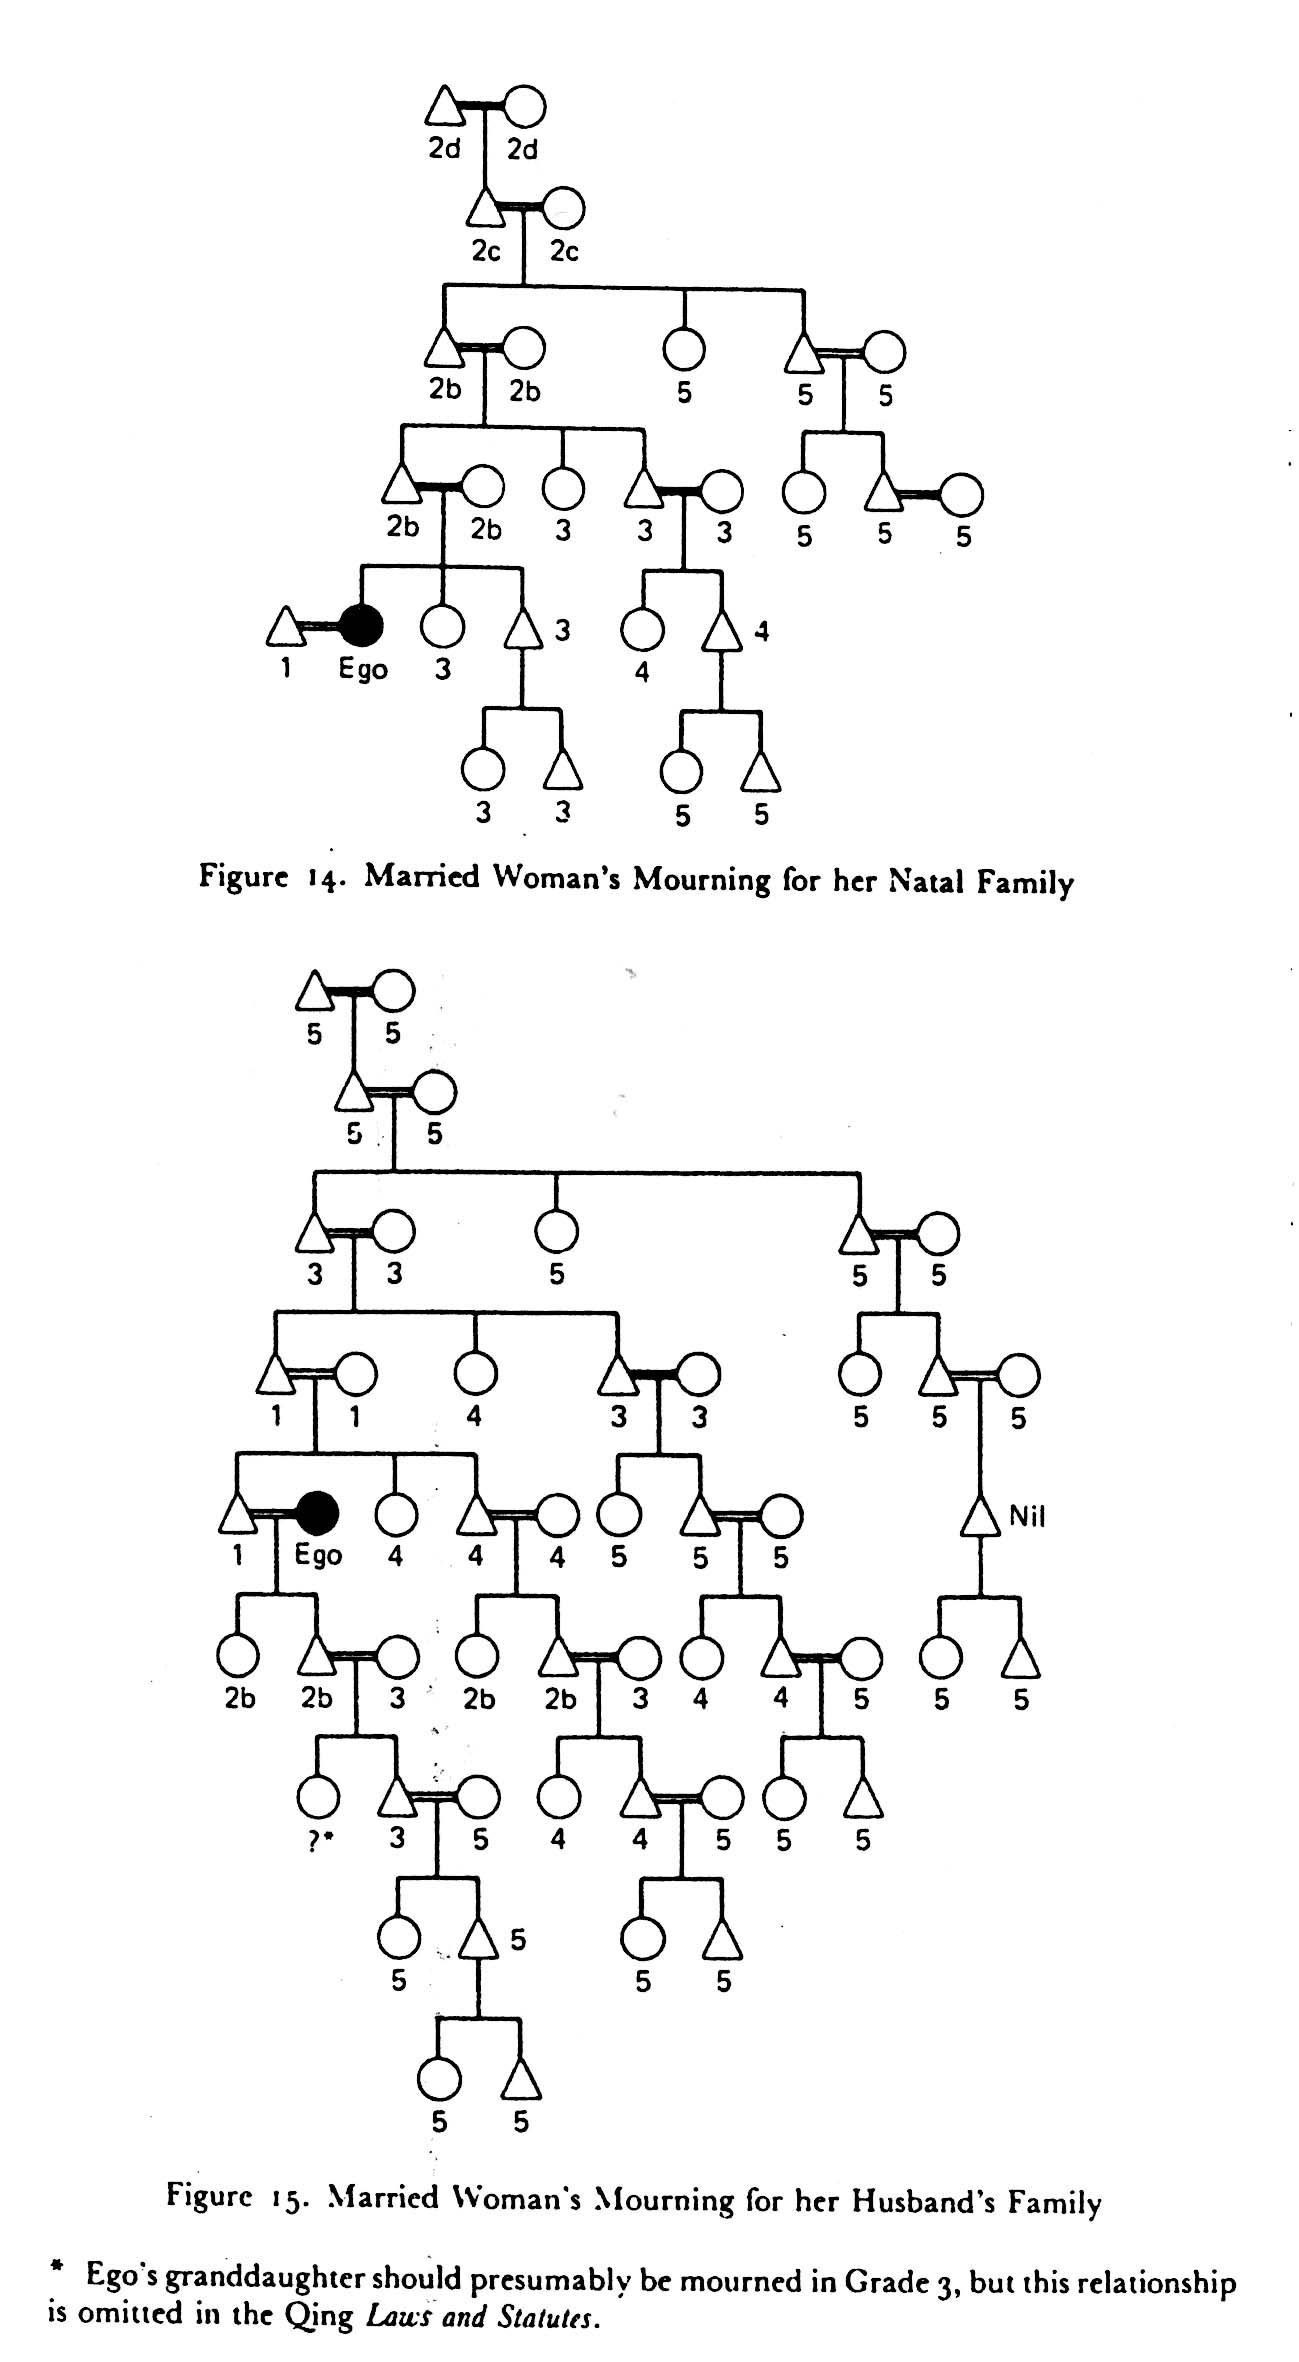 2d 2d
2c 2c
2b 2b 5 5 5
2b 2b 3 3 3 5 5 5
1 Ego 3 3 4 4
3 3 5 5
Figure 14. Married Woman's Mourning for her Natal Family
5 5
5 5
3 3 5 5 5
1 1 4 3 3 5 5 5
1 Ego 4 4 4 5 5 5 Nil
2b 2b 3 2b 2b 3 4 4 5 5 5
?* 3 5 4 4 5 5 5
5 5 5 5
5 5
Figure 15. Married Woman's Mourning for her Husband's Family
* Ego's granddaughter should presumably be mourned in Grade 3, but this relationship
is omitted in the Qing Laws and Statutes.